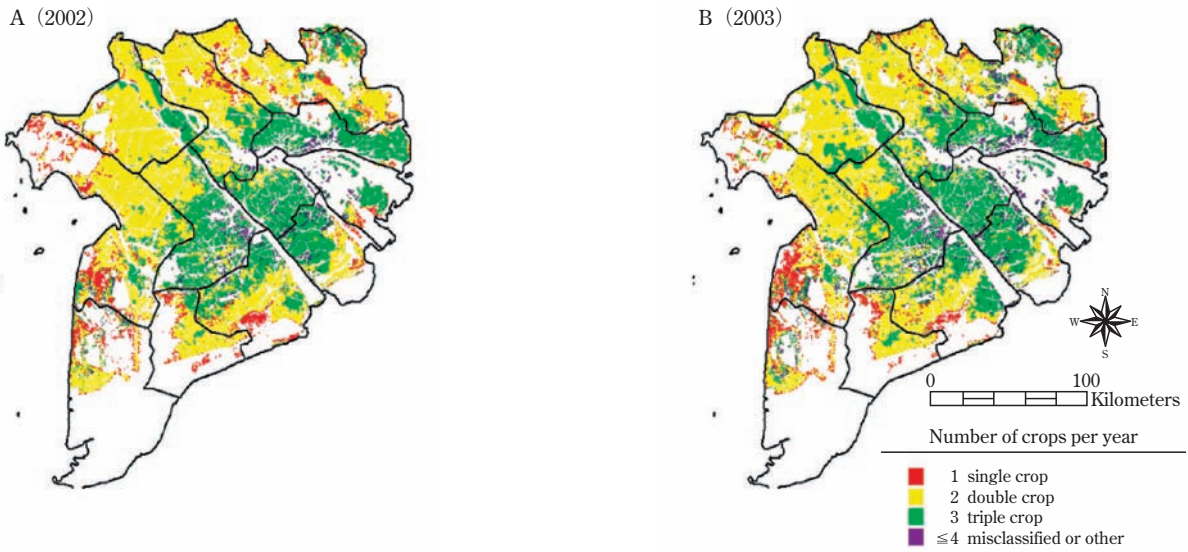 A (2002)
B (2003)
N
W E
S
0 100
Kilometers
Number of crops per year
1 single crop
2 double crop
3 triple crop
≦4 misclassified or other